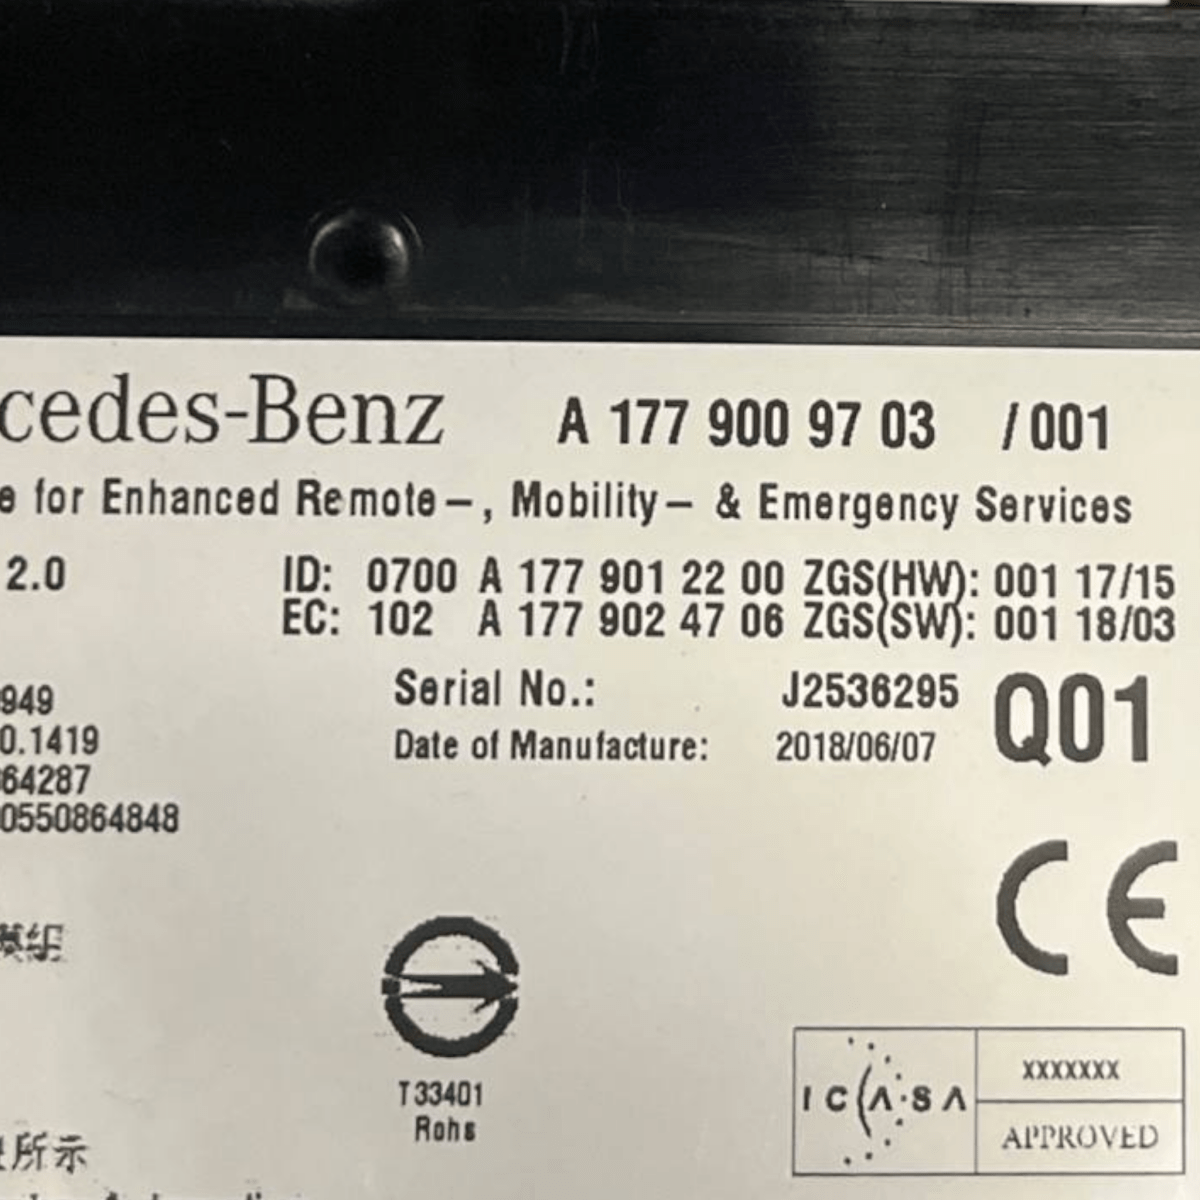 cedes-Benz A 177 900 97 03 /001
e for Enhanced Remote-, Mobility- & Emergency Services
2.0 ID: 0700 A 177 901 22 00 ZGS(HW): 001 17/15
EC: 102 A 177 902 47 06 ZGS(SW): 001 18/03
949 Serial No.: J2536295 Q01
0.1419 Date of Manufacture: 2018/06/07
64287
0550864848
CE
模組
T33401
Rohs
ICASA XXXXXXX
APPROVED
所示